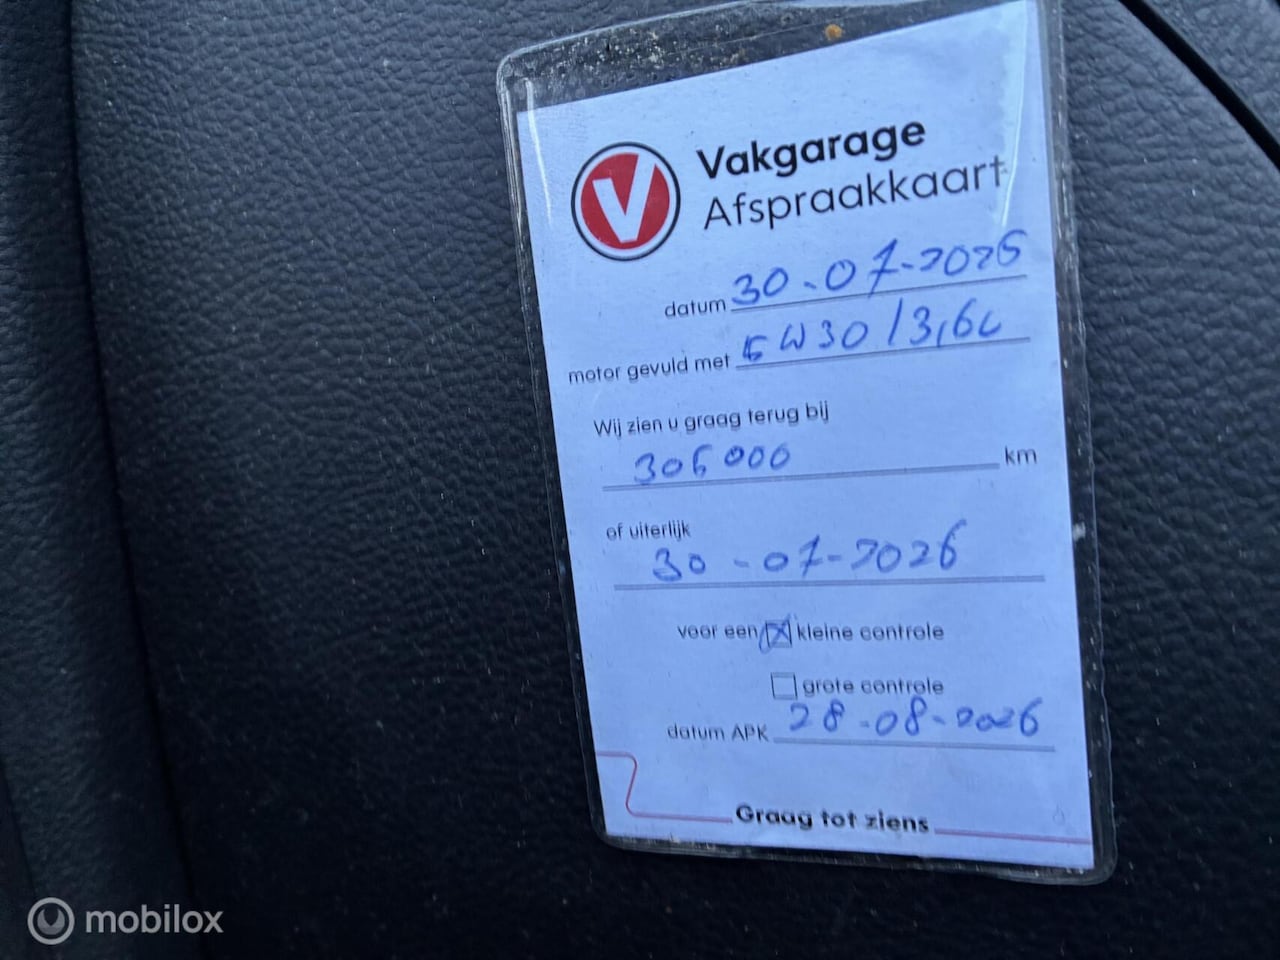 V
Vakgarage
Afspraakkaart
datum 30-07-2025
motor gevuld met 5W30/3,6L
Wij zien u graag terug bij
306000 km
of uiterlijk
30-07-2026
voor een kleine controle
grote controle
datum APK 28-08-2026
Graag tot ziens
mobilox